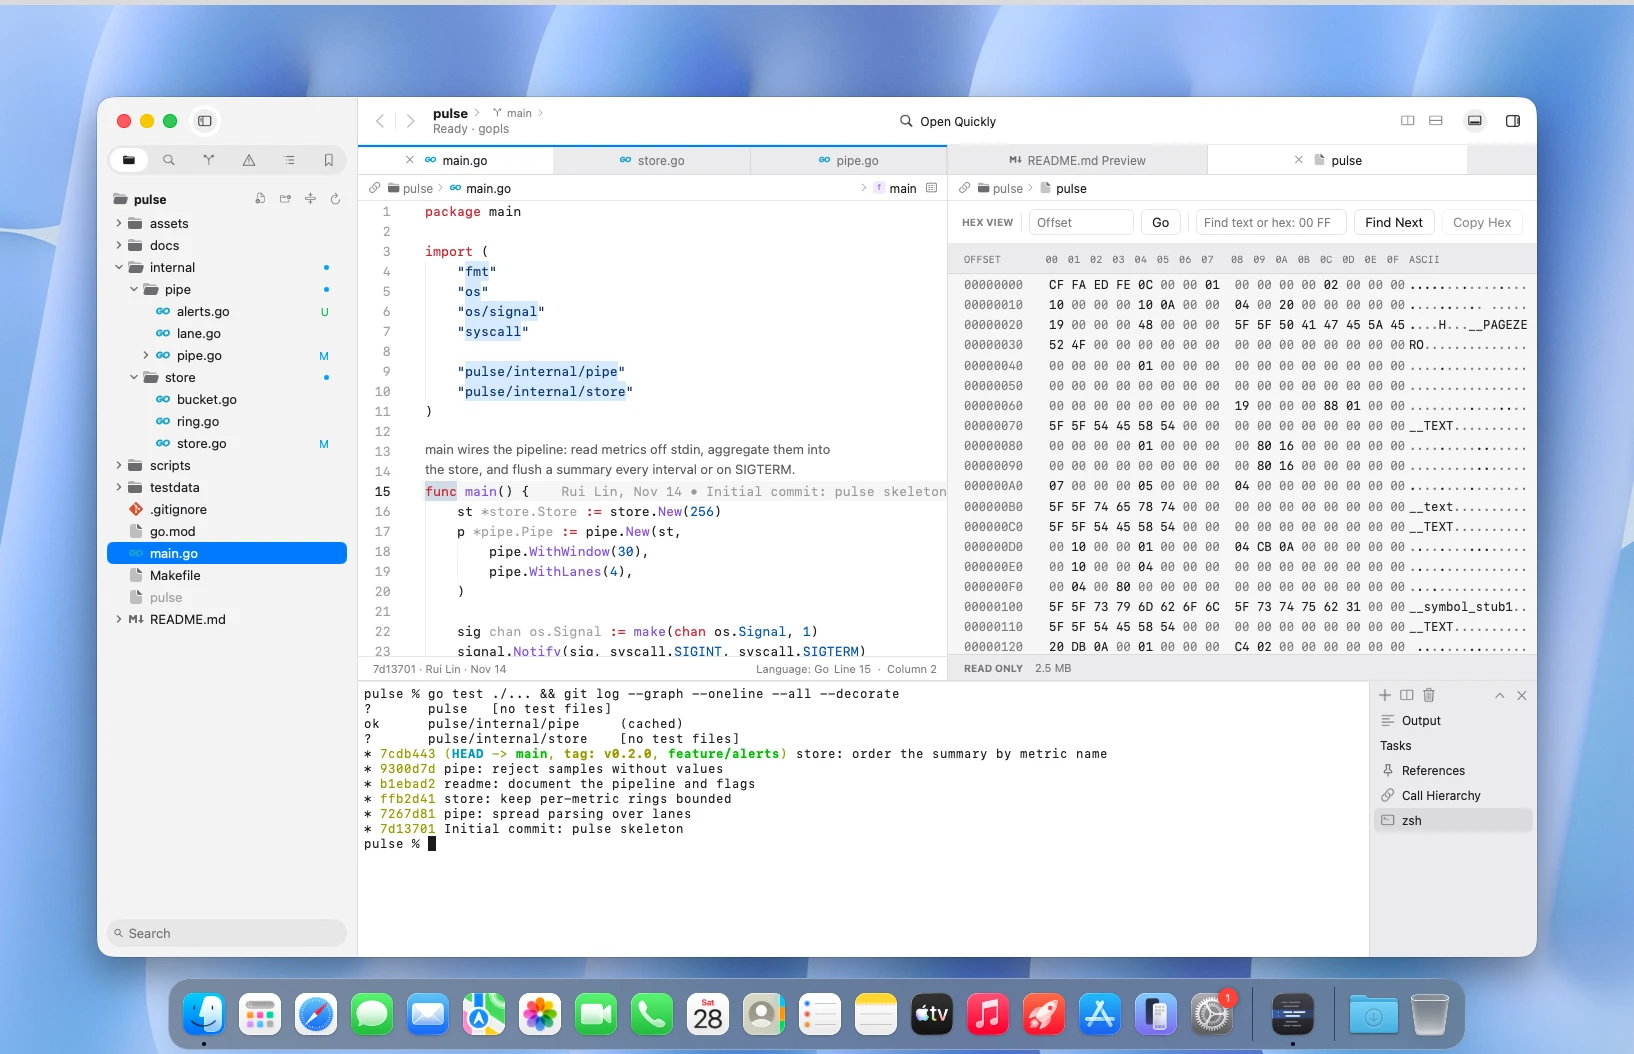 pulse
main
Ready · gopls
Open Quickly
main.go
store.go
pipe.go
README.md Preview
pulse
pulse
assets
docs
internal
pipe
alerts.go U
lane.go
pipe.go M
store
bucket.go
ring.go
store.go M
scripts
testdata
.gitignore
go.mod
main.go
Makefile
pulse
README.md
Search
pulse main.go main
1 package main
2
3 import (
4 "fmt"
5 "os"
6 "os/signal"
7 "syscall"
8
9 "pulse/internal/pipe"
10 "pulse/internal/store"
11 )
12
13 main wires the pipeline: read metrics off stdin, aggregate them into
14 the store, and flush a summary every interval or on SIGTERM.
15 func main() { Rui Lin, Nov 14 • Initial commit: pulse skeleton
16 st *store.Store := store.New(256)
17 p *pipe.Pipe := pipe.New(st,
18 pipe.WithWindow(30),
19 pipe.WithLanes(4),
20 )
21
22 sig chan os.Signal := make(chan os.Signal, 1)
23 signal.Notify(sig, syscall.SIGINT, syscall.SIGTERM)
7d13701 · Rui Lin · Nov 14 Language: Go Line 15 · Column 2
pulse pulse
HEX VIEW Offset Go Find text or hex: 00 FF Find Next Copy Hex
OFFSET 00 01 02 03 04 05 06 07 08 09 0A 0B 0C 0D 0E 0F ASCII
00000000 CF FA ED FE 0C 00 00 01 00 00 00 00 02 00 00 00 ................
00000010 10 00 00 00 10 0A 00 00 04 00 20 00 00 00 00 00 .......... .....
00000020 19 00 00 00 48 00 00 00 5F 5F 50 41 47 45 5A 45 ....H...__PAGEZE
00000030 52 4F 00 00 00 00 00 00 00 00 00 00 00 00 00 00 RO..............
00000040 00 00 00 00 01 00 00 00 00 00 00 00 00 00 00 00 ................
00000050 00 00 00 00 00 00 00 00 00 00 00 00 00 00 00 00 ................
00000060 00 00 00 00 00 00 00 00 19 00 00 00 88 01 00 00 ................
00000070 5F 5F 54 45 58 54 00 00 00 00 00 00 00 00 00 00 __TEXT..........
00000080 00 00 00 00 01 00 00 00 00 80 16 00 00 00 00 00 ................
00000090 00 00 00 00 00 00 00 00 00 80 16 00 00 00 00 00 ................
000000A0 07 00 00 00 05 00 00 00 04 00 00 00 00 00 00 00 ................
000000B0 5F 5F 74 65 78 74 00 00 00 00 00 00 00 00 00 00 __text..........
000000C0 5F 5F 54 45 58 54 00 00 00 00 00 00 00 00 00 00 __TEXT..........
000000D0 00 10 00 00 01 00 00 00 04 CB 0A 00 00 00 00 00 ................
000000E0 00 10 00 00 04 00 00 00 00 00 00 00 00 00 00 00 ................
000000F0 00 04 00 80 00 00 00 00 00 00 00 00 00 00 00 00 ................
00000100 5F 5F 73 79 6D 62 6F 6C 5F 73 74 75 62 31 00 00 __symbol_stub1..
00000110 5F 5F 54 45 58 54 00 00 00 00 00 00 00 00 00 00 __TEXT..........
00000120 20 DB 0A 00 01 00 00 00 C4 02 00 00 00 00 00 00  ...............
READ ONLY 2.5 MB
pulse % go test ./... && git log --graph --oneline --all --decorate
? pulse [no test files]
ok pulse/internal/pipe (cached)
? pulse/internal/store [no test files]
* 7cdb443 (HEAD -> main, tag: v0.2.0, feature/alerts) store: order the summary by metric name
* 9300d7d pipe: reject samples without values
* b1ebad2 readme: document the pipeline and flags
* ffb2d41 store: keep per-metric rings bounded
* 7267d81 pipe: spread parsing over lanes
* 7d13701 Initial commit: pulse skeleton
pulse %
Output
Tasks
References
Call Hierarchy
zsh
Sat
28
tv
1